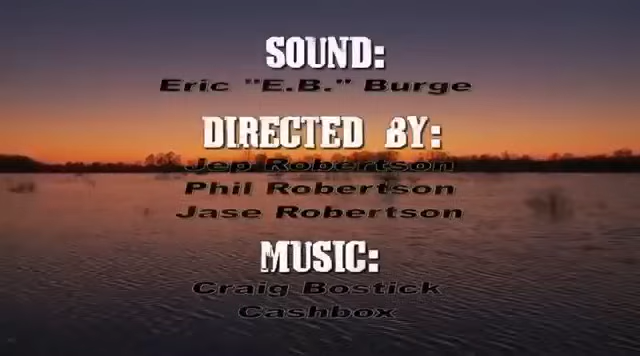 SOUND:
Eric "E.B." Burge
DIRECTED BY:
Jep Robertson
Phil Robertson
Jase Robertson
MUSIC:
Craig Bostick
Cashbox